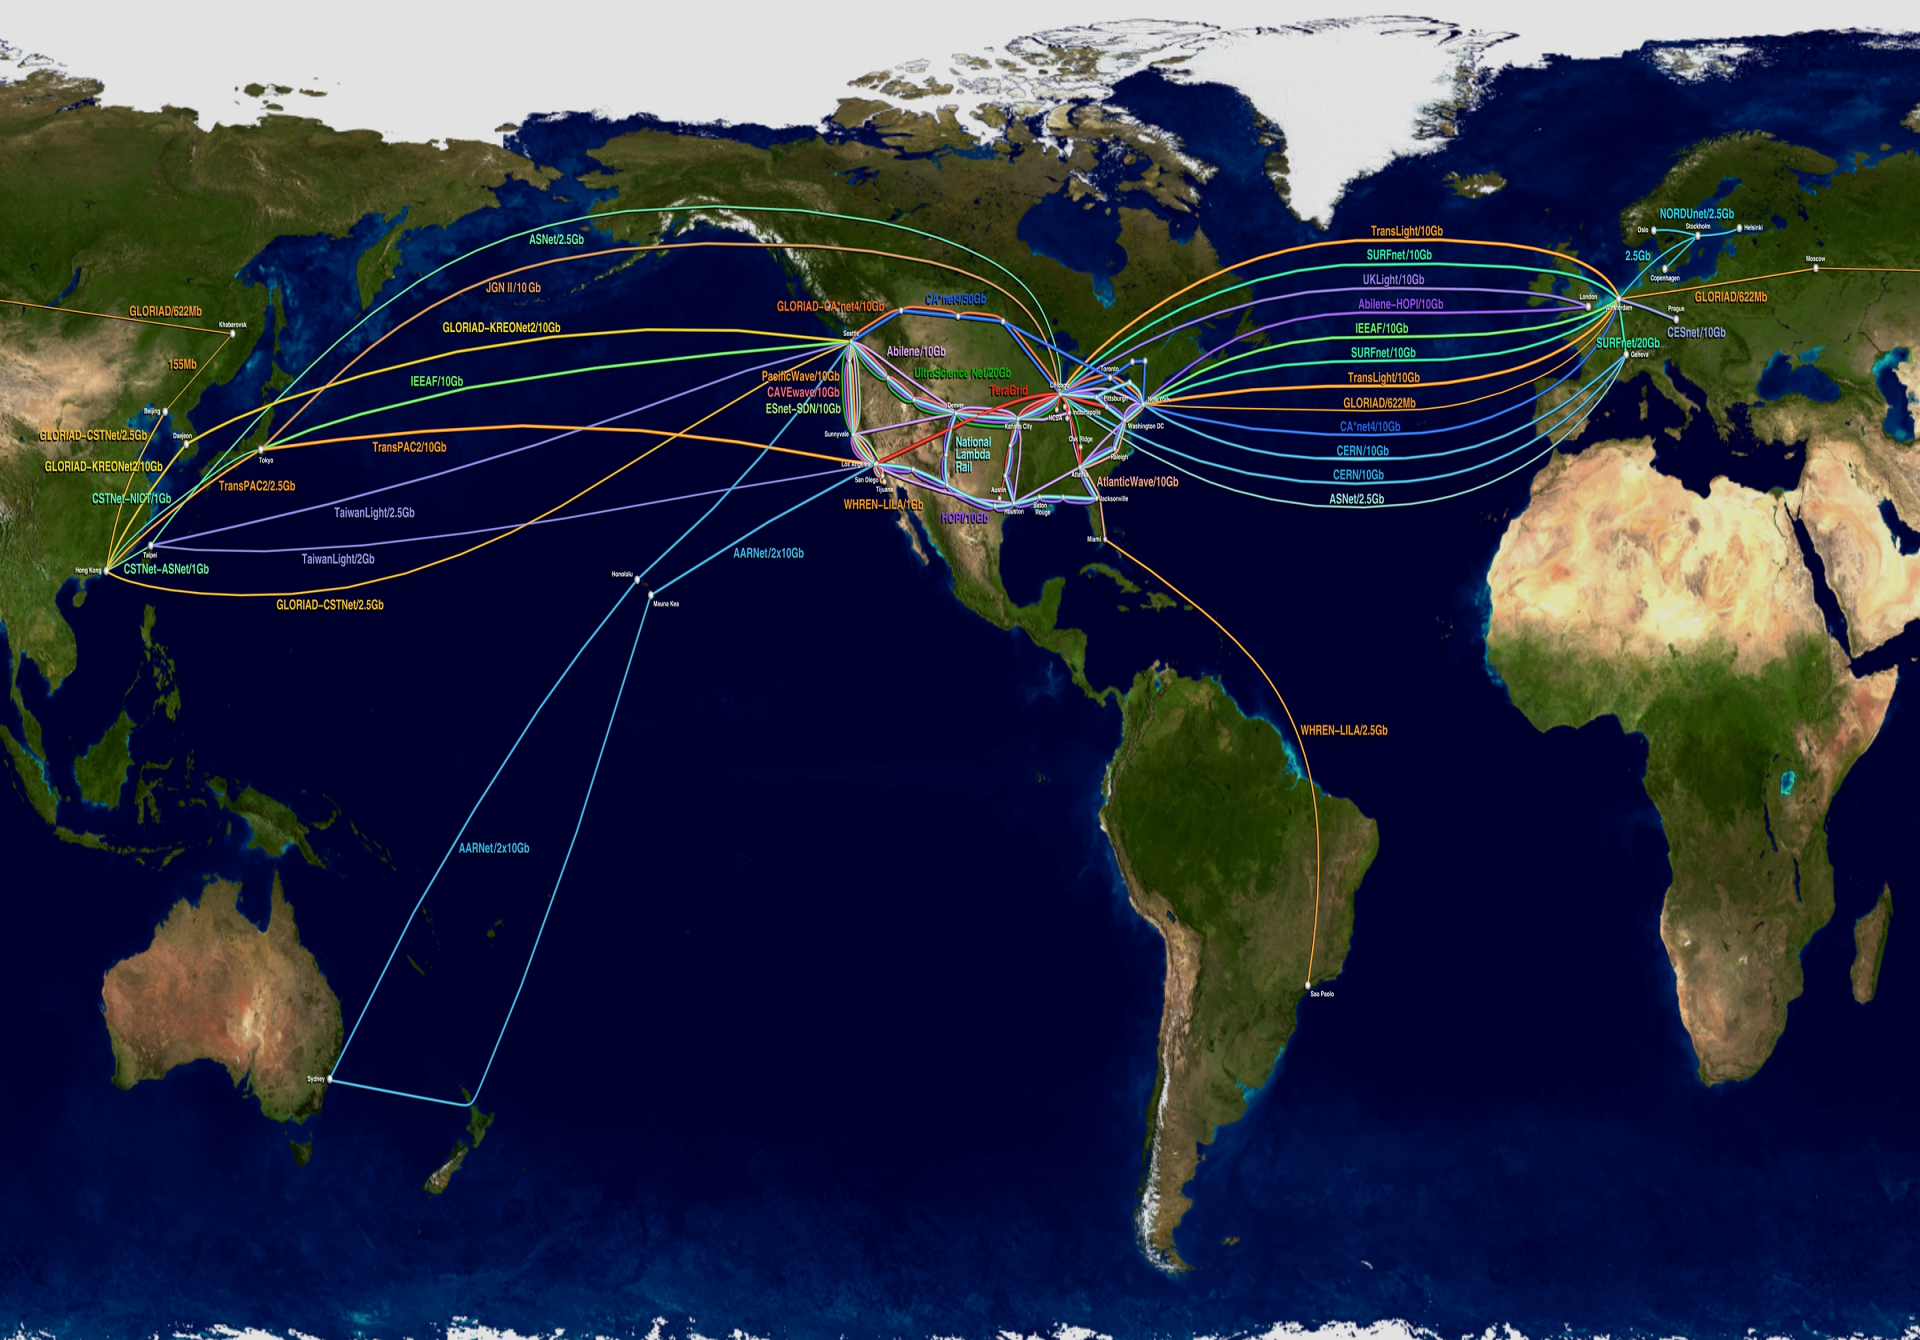 NORDUnet/2.5Gb
Oslo
Stockholm
Helsinki
2.5Gb
Copenhagen
Moscow
GLORIAD/622Mb
TransLight/10Gb
SURFnet/10Gb
UKLight/10Gb
Abilene-HOPI/10Gb
IEEAF/10Gb
SURFnet/10Gb
TransLight/10Gb
GLORIAD/622Mb
CA*net4/10Gb
CERN/10Gb
CERN/10Gb
ASNet/2.5Gb
London
Prague
CESnet/10Gb
SURFnet/20Gb
Geneva
ASNet/2.5Gb
JGN II/10 Gb
GLORIAD-KREONet2/10Gb
IEEAF/10Gb
TransPAC2/10Gb
GLORIAD/622Mb
Khabarovsk
155Mb
Beijing
GLORIAD-CSTNet/2.5Gb
Daejeon
Tokyo
GLORIAD-KREONet2/10Gb
TransPAC2/2.5Gb
CSTNet-NICT/1Gb
TaiwanLight/2.5Gb
TaiwanLight/2Gb
Taipei
Hong Kong
CSTNet-ASNet/1Gb
GLORIAD-CSTNet/2.5Gb
GLORIAD-CA*net4/10Gb
CA*net4/50Gb
Seattle
Abilene/10Gb
PacificWave/10Gb
CAVEwave/10Gb
ESnet-SDN/10Gb
UltraScience Net/20Gb
TeraGrid
Chicago
Toronto
Pittsburgh
Indianapolis
NCSA
Denver
Kansas City
Washington DC
Sunnyvale
National
Lambda
Rail
Oak Ridge
Raleigh
Los Angeles
San Diego
Tijuana
Atlanta
AtlanticWave/10Gb
Austin
Jacksonville
WHREN-LILA/1Gb
HOPI/10Gb
Houston
Baton
Rouge
Miami
AARNet/2x10Gb
Honolulu
Mauna Kea
WHREN-LILA/2.5Gb
AARNet/2x10Gb
Sao Paolo
Sydney